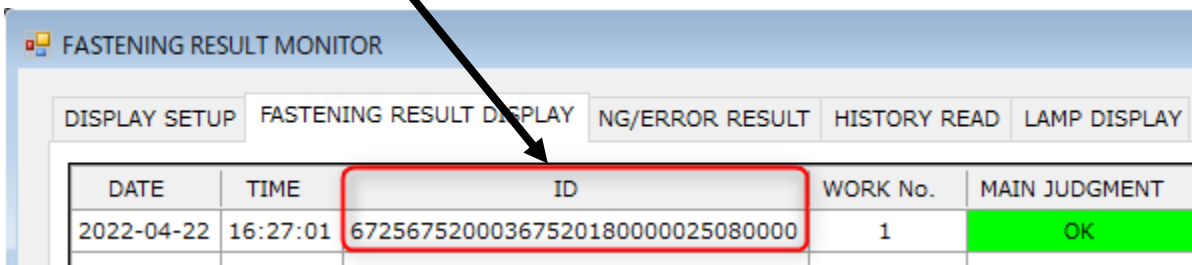 FASTENING RESULT MONITOR
DISPLAY SETUP FASTENING RESULT DISPLAY NG/ERROR RESULT HISTORY READ LAMP DISPLAY
DATE TIME ID WORK No. MAIN JUDGMENT
2022-04-22 16:27:01 67256752000367520180000025080000 1 OK